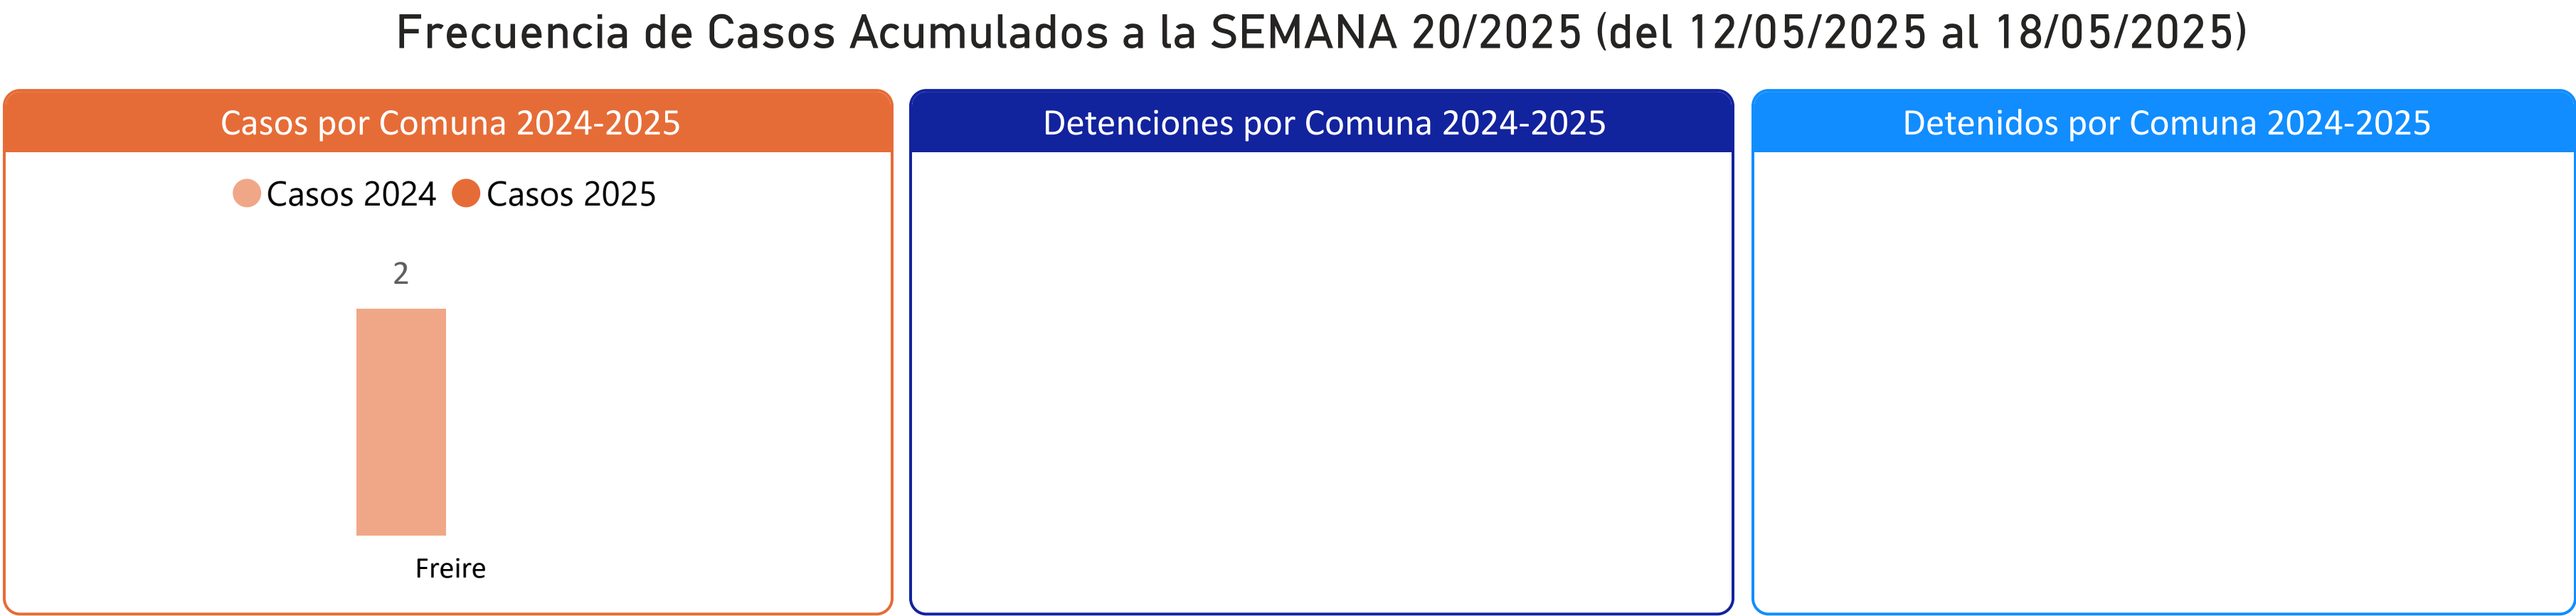 Frecuencia de Casos Acumulados a la SEMANA 20/2025 (del 12/05/2025 al 18/05/2025)
Casos por Comuna 2024-2025
Casos 2024 Casos 2025
2
Freire
Detenciones por Comuna 2024-2025
Detenidos por Comuna 2024-2025